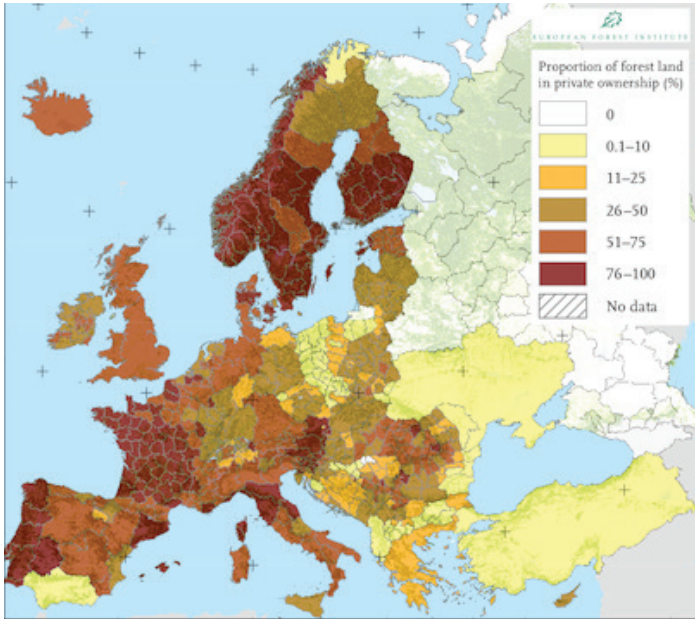 EUROPEAN FOREST INSTITUTE
Proportion of forest land
in private ownership (%)
0
0.1–10
11–25
26–50
51–75
76–100
No data